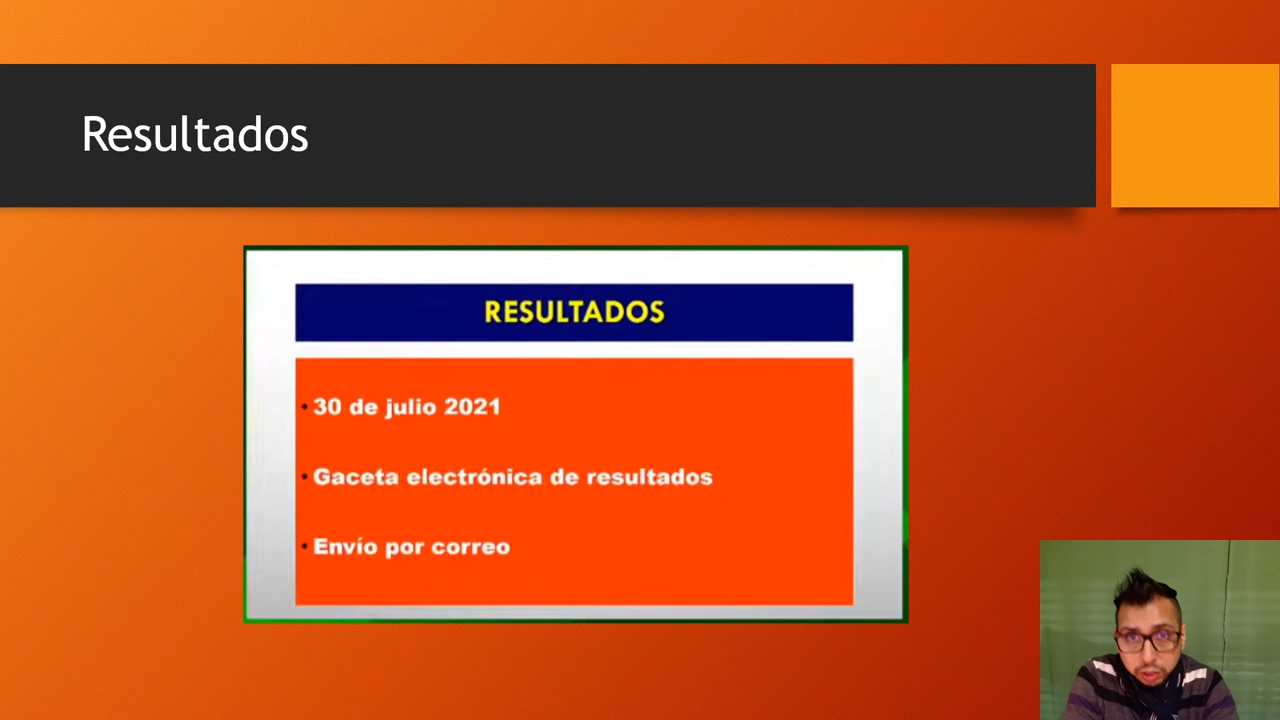 Resultados
RESULTADOS
• 30 de julio 2021
• Gaceta electrónica de resultados
• Envío por correo